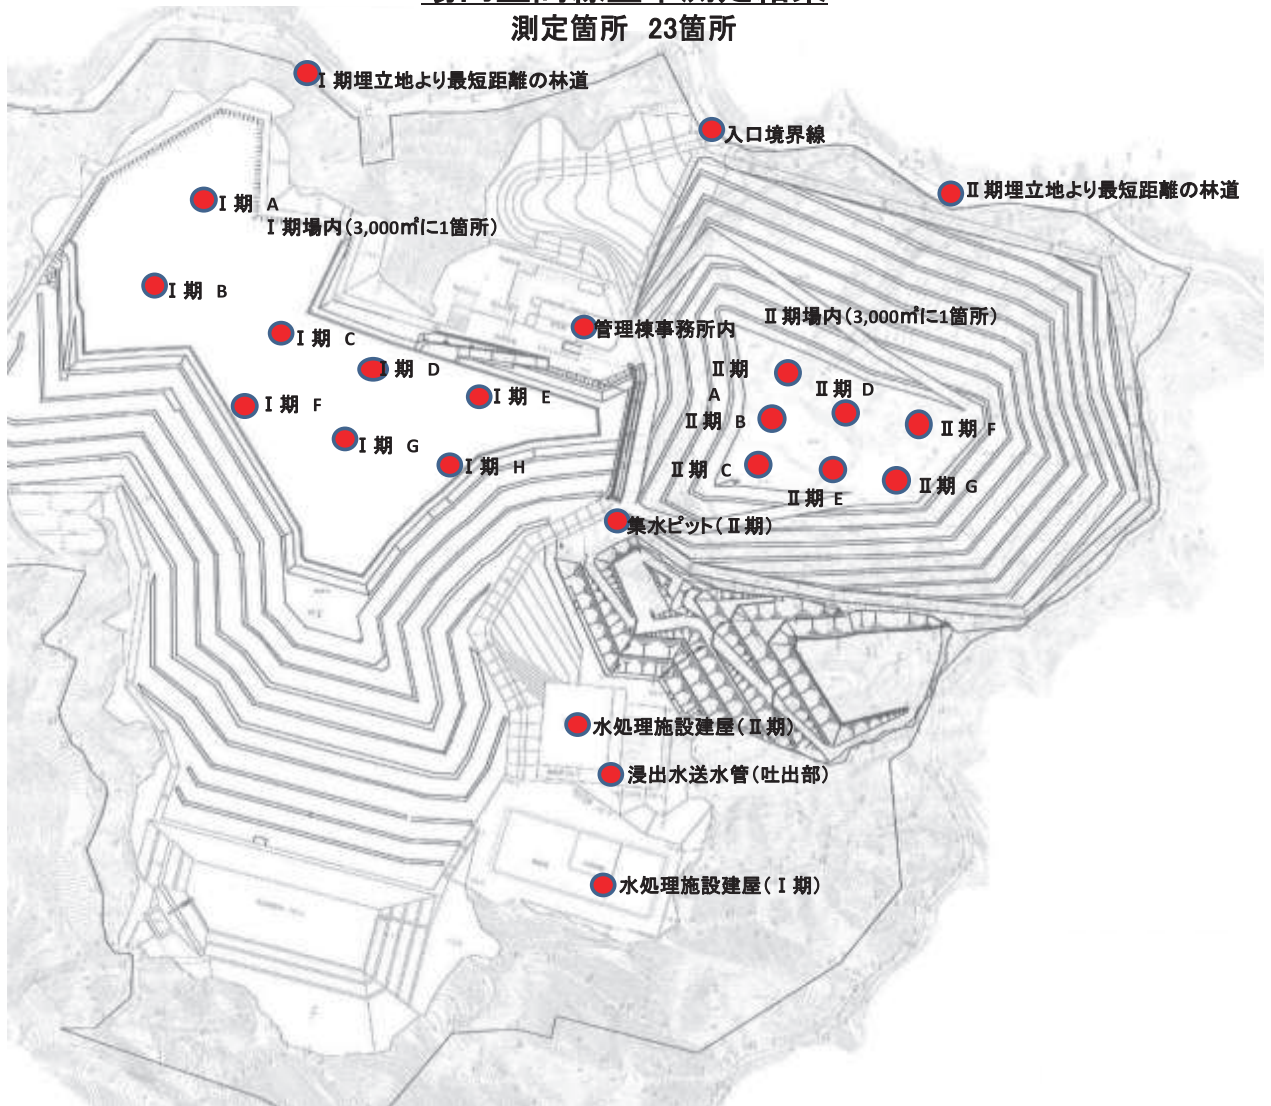 測定箇所 23箇所
Ⅰ期埋立地より最短距離の林道
入口境界線
Ⅱ期埋立地より最短距離の林道
Ⅰ期 A
Ⅰ期場内(3,000㎡に1箇所)
Ⅰ期 B
Ⅰ期 C
Ⅰ期 D
Ⅰ期 E
Ⅰ期 F
Ⅰ期 G
Ⅰ期 H
管理棟事務所内
Ⅱ期場内(3,000㎡に1箇所)
Ⅱ期
A
Ⅱ期 D
Ⅱ期 B
Ⅱ期 F
Ⅱ期 C
Ⅱ期 E
Ⅱ期 G
集水ピット(Ⅱ期)
水処理施設建屋(Ⅱ期)
浸出水送水管(吐出部)
水処理施設建屋(Ⅰ期)